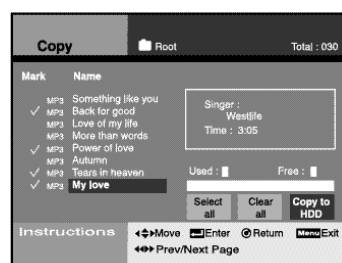 Copy Root Total : 030
Mark Name
MP3 Something like you
✓ MP3 Back for good
MP3 Love of my life
MP3 More than words
✓ MP3 Power of love
MP3 Autumn
✓ MP3 Tears in heaven
✓ MP3 My love
Singer :
Westlife
Time : 3:05
Used : Free :
Select all
Clear all
Copy to HDD
Instructions Move Enter Return Menu Exit
Prev/Next Page